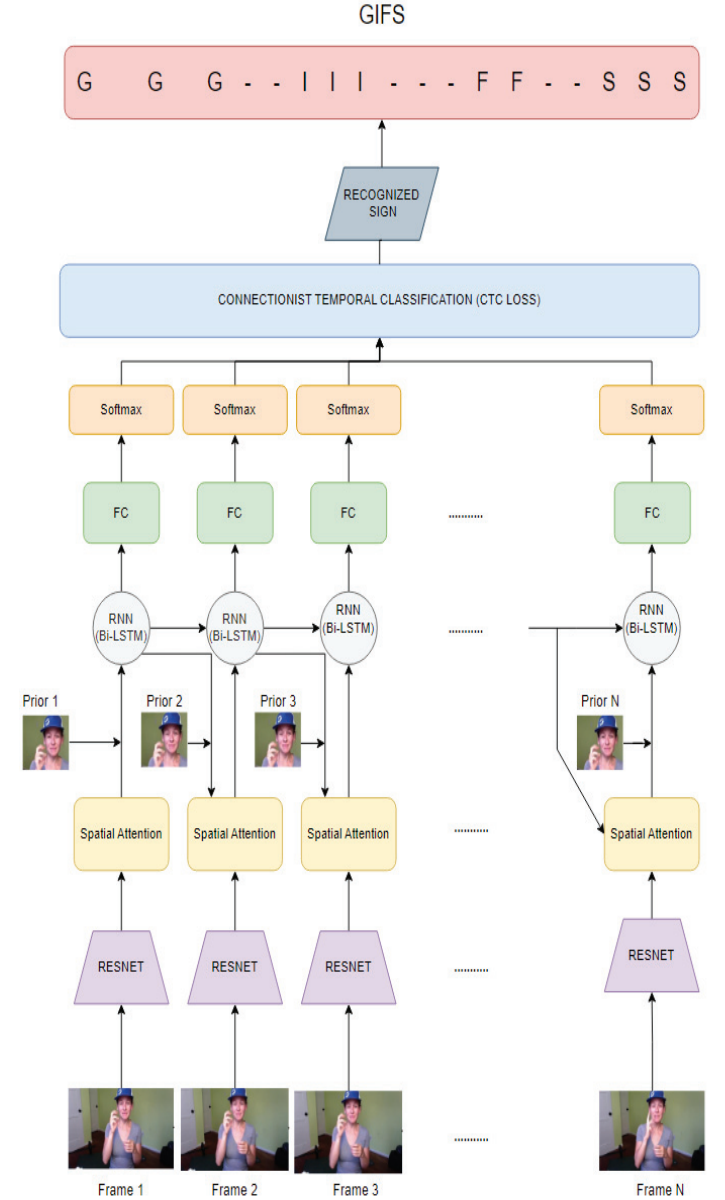 GIFS
G G G - - I I I - - - F F - - S S S
RECOGNIZED
SIGN
CONNECTIONIST TEMPORAL CLASSIFICATION (CTC LOSS)
Softmax Softmax Softmax Softmax
FC FC FC ........... FC
RNN RNN RNN RNN
(Bi-LSTM) (Bi-LSTM) (Bi-LSTM) ........... (Bi-LSTM)
Prior 1 Prior 2 Prior 3 Prior N
Spatial Attention Spatial Attention Spatial Attention ........... Spatial Attention
RESNET RESNET RESNET ........... RESNET
...........
Frame 1 Frame 2 Frame 3 Frame N